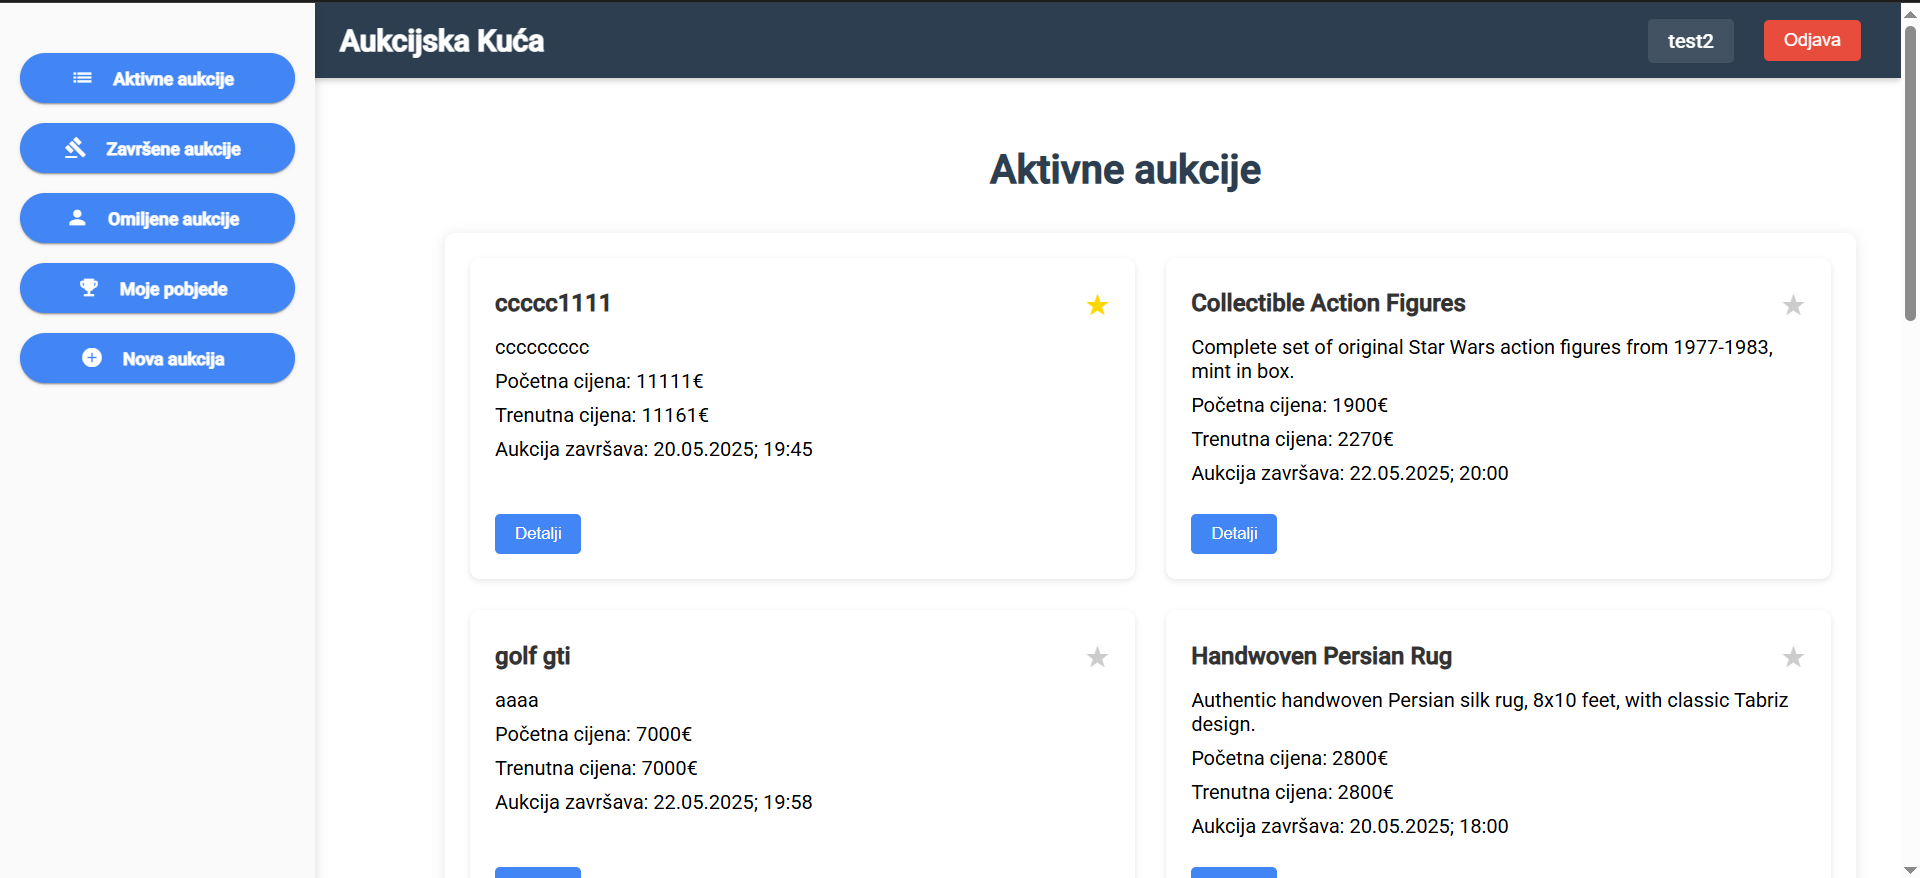 Aukcijska Kuća
test2
Odjava
Aktivne aukcije
Završene aukcije
Omiljene aukcije
Moje pobjede
Nova aukcija
Aktivne aukcije
ccccc1111
ccccccccc
Početna cijena: 11111€
Trenutna cijena: 11161€
Aukcija završava: 20.05.2025; 19:45
Detalji
Collectible Action Figures
Complete set of original Star Wars action figures from 1977-1983,
mint in box.
Početna cijena: 1900€
Trenutna cijena: 2270€
Aukcija završava: 22.05.2025; 20:00
Detalji
golf gti
aaaa
Početna cijena: 7000€
Trenutna cijena: 7000€
Aukcija završava: 22.05.2025; 19:58
Handwoven Persian Rug
Authentic handwoven Persian silk rug, 8x10 feet, with classic Tabriz
design.
Početna cijena: 2800€
Trenutna cijena: 2800€
Aukcija završava: 20.05.2025; 18:00